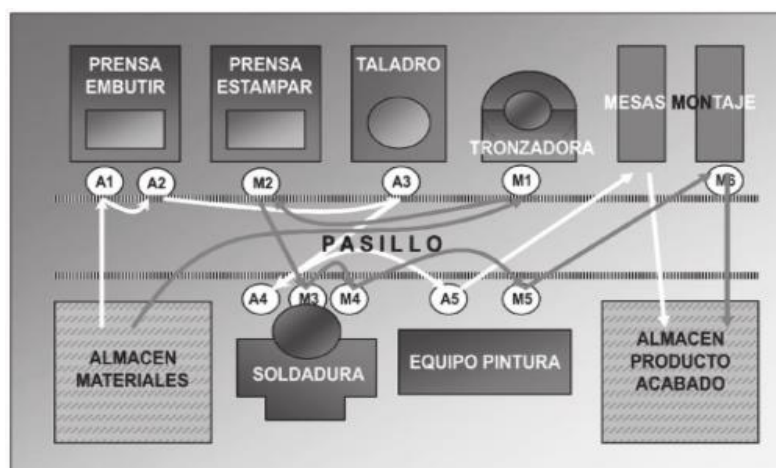 PRENSA
EMBUTIR
PRENSA
ESTAMPAR
TALADRO
TRONZADORA
MESAS MONTAJE
A1
A2
M2
A3
M1
M6
PASILLO
A4
M3
M4
A5
M5
ALMACEN
MATERIALES
SOLDADURA
EQUIPO PINTURA
ALMACEN
PRODUCTO
ACABADO